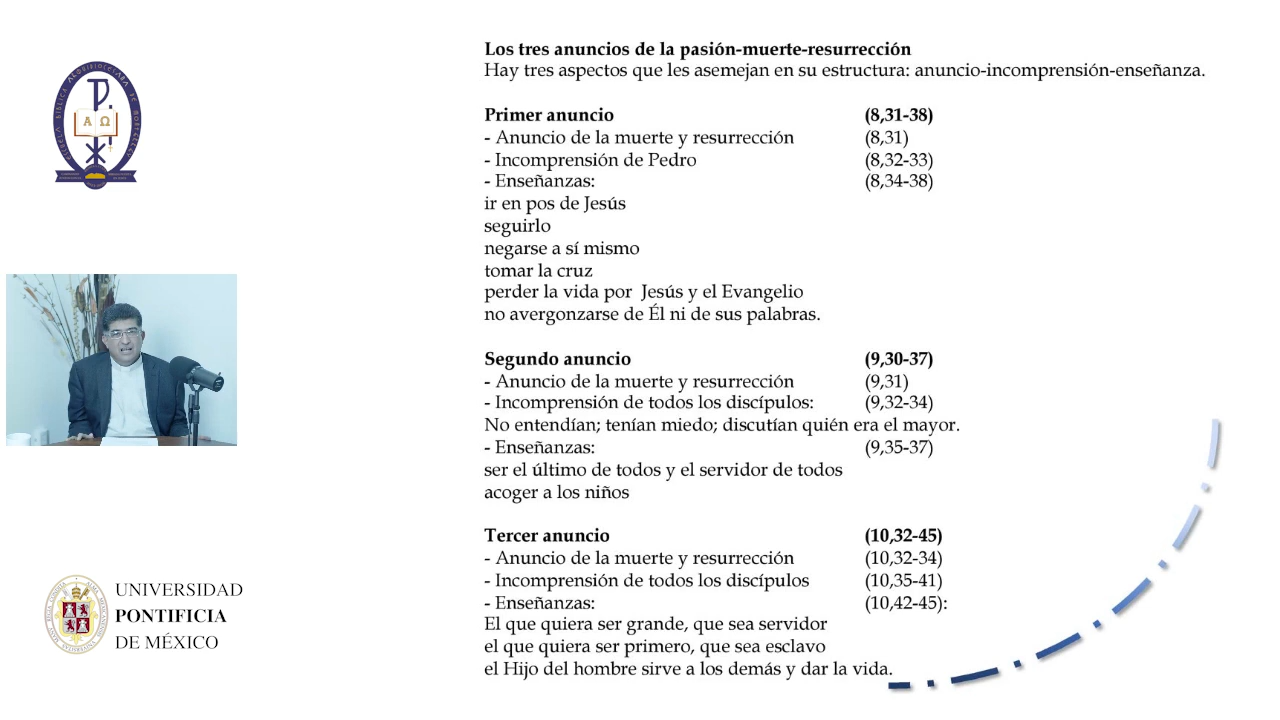 Los tres anuncios de la pasión-muerte-resurrección
Hay tres aspectos que les asemejan en su estructura: anuncio-incomprensión-enseñanza.
Primer anuncio (8,31-38)
- Anuncio de la muerte y resurrección (8,31)
- Incomprensión de Pedro (8,32-33)
- Enseñanzas: (8,34-38)
ir en pos de Jesús
seguirlo
negarse a sí mismo
tomar la cruz
perder la vida por Jesús y el Evangelio
no avergonzarse de Él ni de sus palabras.
Segundo anuncio (9,30-37)
- Anuncio de la muerte y resurrección (9,31)
- Incomprensión de todos los discípulos: (9,32-34)
No entendían; tenían miedo; discutían quién era el mayor.
- Enseñanzas: (9,35-37)
ser el último de todos y el servidor de todos
acoger a los niños
Tercer anuncio (10,32-45)
- Anuncio de la muerte y resurrección (10,32-34)
- Incomprensión de todos los discípulos (10,35-41)
- Enseñanzas: (10,42-45):
El que quiera ser grande, que sea servidor
el que quiera ser primero, que sea esclavo
el Hijo del hombre sirve a los demás y dar la vida.
ESCUELA BÍBLICA ARQUIDIOCESANA DE MONTERREY
P
Α Ω
UNIVERSIDAD
PONTIFICIA
DE MÉXICO